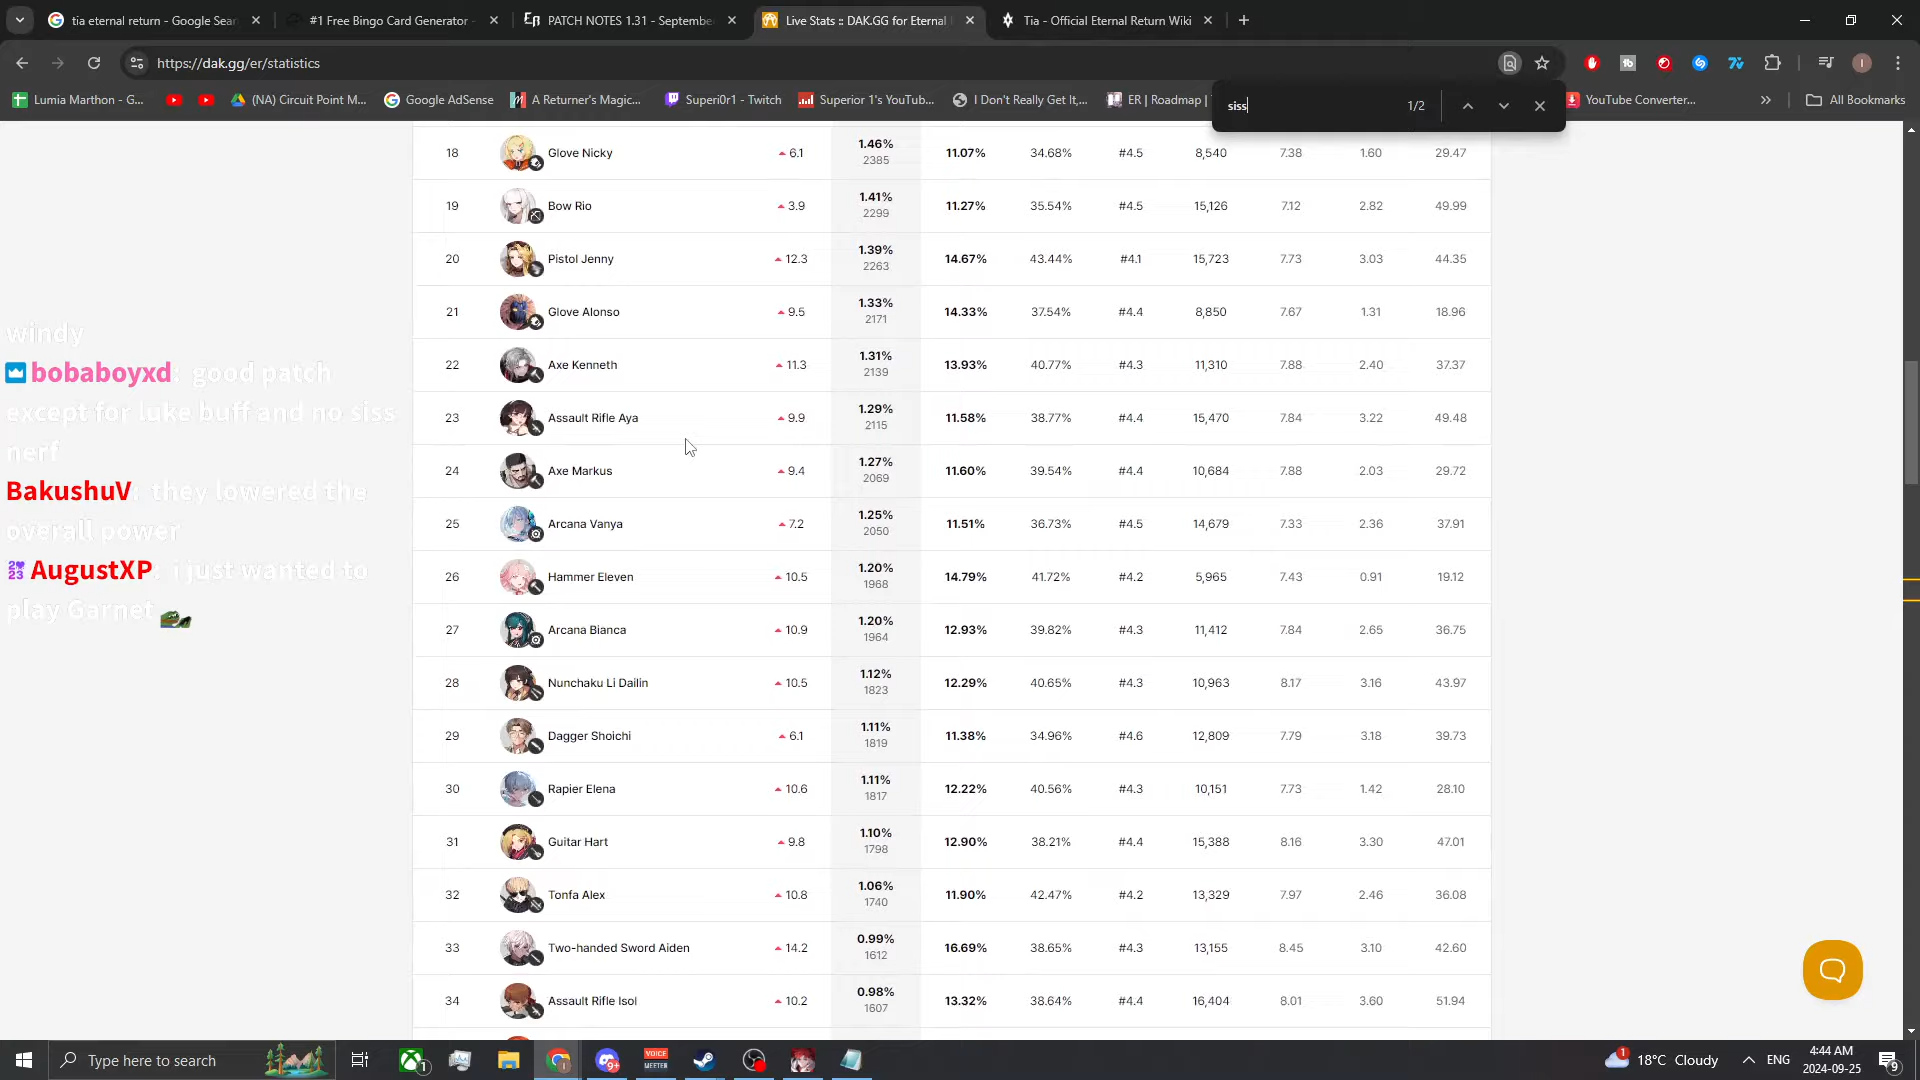 tia eternal return - Google Sear
#1 Free Bingo Card Generator -
PATCH NOTES 1.31 - Septembe
Live Stats :: DAK.GG for Eternal
Tia - Official Eternal Return Wiki
https://dak.gg/er/statistics
Lumia Marthon - G...
(NA) Circuit Point M...
Google AdSense
A Returner's Magic...
Superi0r1 - Twitch
Superior 1's YouTub...
I Don't Really Get It,...
ER | Roadmap |
YouTube Converter...
All Bookmarks
siss
1/2
18 Glove Nicky 6.1 1.46% 2385 11.07% 34.68% #4.5 8,540 7.38 1.60 29.47
19 Bow Rio 3.9 1.41% 2299 11.27% 35.54% #4.5 15,126 7.12 2.82 49.99
20 Pistol Jenny 12.3 1.39% 2263 14.67% 43.44% #4.1 15,723 7.73 3.03 44.35
21 Glove Alonso 9.5 1.33% 2171 14.33% 37.54% #4.4 8,850 7.67 1.31 18.96
22 Axe Kenneth 11.3 1.31% 2139 13.93% 40.77% #4.3 11,310 7.88 2.40 37.37
23 Assault Rifle Aya 9.9 1.29% 2115 11.58% 38.77% #4.4 15,470 7.84 3.22 49.48
24 Axe Markus 9.4 1.27% 2069 11.60% 39.54% #4.4 10,684 7.88 2.03 29.72
25 Arcana Vanya 7.2 1.25% 2050 11.51% 36.73% #4.5 14,679 7.33 2.36 37.91
26 Hammer Eleven 10.5 1.20% 1968 14.79% 41.72% #4.2 5,965 7.43 0.91 19.12
27 Arcana Bianca 10.9 1.20% 1964 12.93% 39.82% #4.3 11,412 7.84 2.65 36.75
28 Nunchaku Li Dailin 10.5 1.12% 1823 12.29% 40.65% #4.3 10,963 8.17 3.16 43.97
29 Dagger Shoichi 6.1 1.11% 1819 11.38% 34.96% #4.6 12,809 7.79 3.18 39.73
30 Rapier Elena 10.6 1.11% 1817 12.22% 40.56% #4.3 10,151 7.73 1.42 28.10
31 Guitar Hart 9.8 1.10% 1798 12.90% 38.21% #4.4 15,388 8.16 3.30 47.01
32 Tonfa Alex 10.8 1.06% 1740 11.90% 42.47% #4.2 13,329 7.97 2.46 36.08
33 Two-handed Sword Aiden 14.2 0.99% 1612 16.69% 38.65% #4.3 13,155 8.45 3.10 42.60
34 Assault Rifle Isol 10.2 0.98% 1607 13.32% 38.64% #4.4 16,404 8.01 3.60 51.94
windy
bobaboyxd: good patch
except for luke buff and no siss
nerf
BakushuV: they lowered the
overall power
AugustXP: i just wanted to
play Garnet
Type here to search
VOICE
MEETER
18°C Cloudy
ENG
4:44 AM
2024-09-25